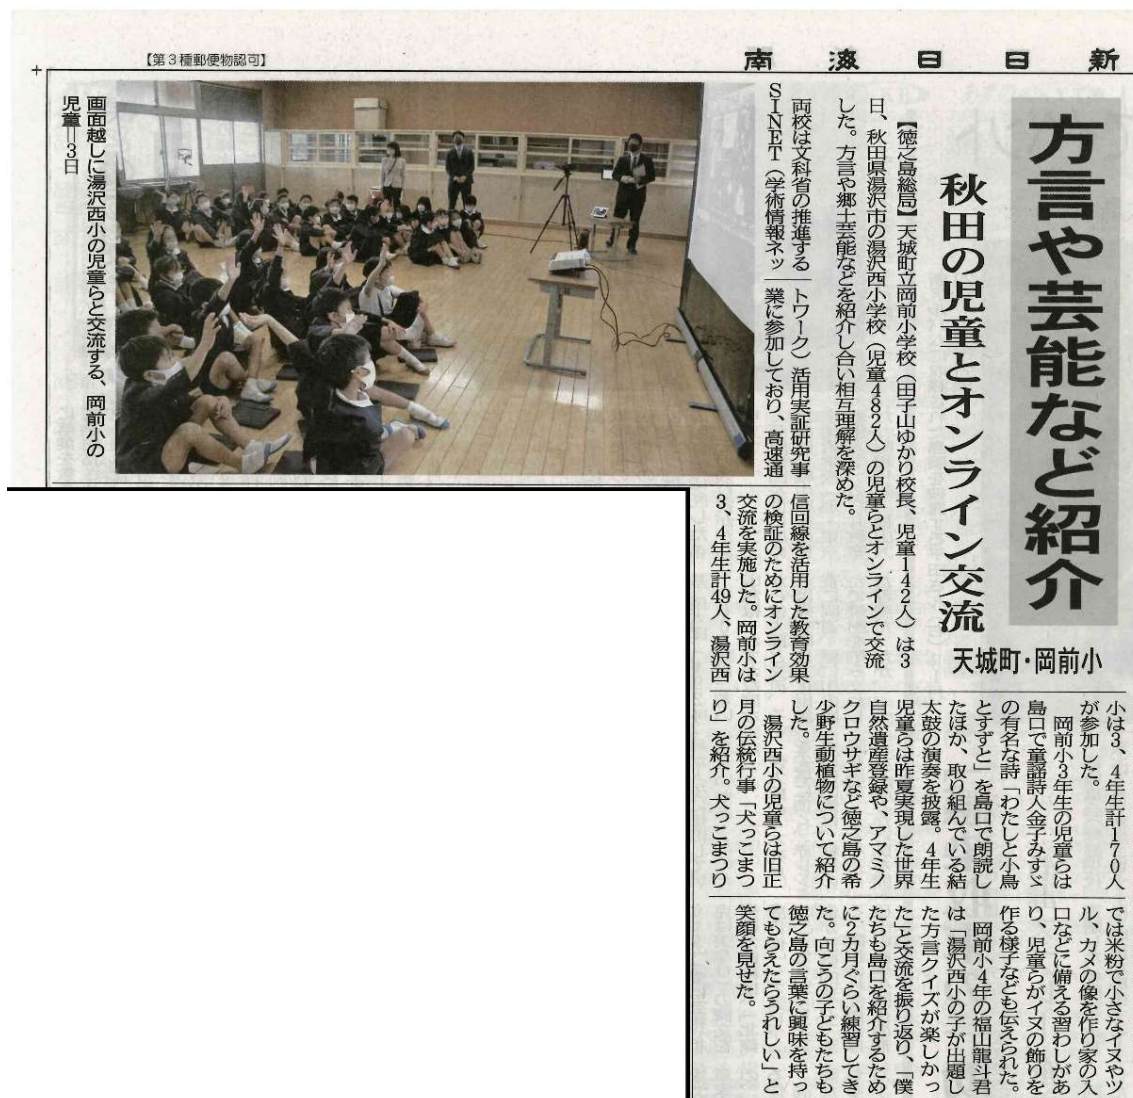 【第3種郵便物認可】
南海日日新
方言や芸能など紹介
秋田の児童とオンライン交流
天城町・岡前小
【徳之島総局】天城町立岡前小学校（田子山ゆかり校長、児童142人）は3
日、秋田県湯沢市の湯沢西小学校（児童482人）の児童らとオンラインで交流
した。方言や郷土芸能などを紹介し合い相互理解を深めた。
両校は文科省の推進する
SINET（学術情報ネッ
トワーク）活用実証研究事
業に参加しており、高速通
信回線を活用した教育効果
の検証のためにオンライン
交流を実施した。岡前小は
3、4年生計49人、湯沢西
小は3、4年生計170人
が参加した。
岡前小3年生の児童らは
島口で童謡詩人金子みすゞ
の有名な詩「わたしと小鳥
とすずと」を島口で朗読し
たほか、取り組んでいる結
太鼓の演奏を披露。4年生
児童らは昨夏実現した世界
自然遺産登録や、アマミノ
クロウサギなど徳之島の希
少野生動植物について紹介
した。
湯沢西小の児童らは旧正
月の伝統行事「犬っこまつ
り」を紹介。犬っこまつり
では米粉で小さなイヌやツ
ル、カメの像を作り家の入
口などに備える習わしがあ
り、児童らがイヌの飾りを
作る様子なども伝えられた。
岡前小4年の福山龍斗君
は「湯沢西小の子が出題し
た方言クイズが楽しかっ
た」と交流を振り返り、「僕
たちも島口を紹介するため
に2カ月ぐらい練習してき
た。向こうの子どもたちも
徳之島の言葉に興味を持っ
てもらえたらうれしい」と
笑顔を見せた。
画面越しに湯沢西小の児童らと交流する、岡前小の
児童＝3日